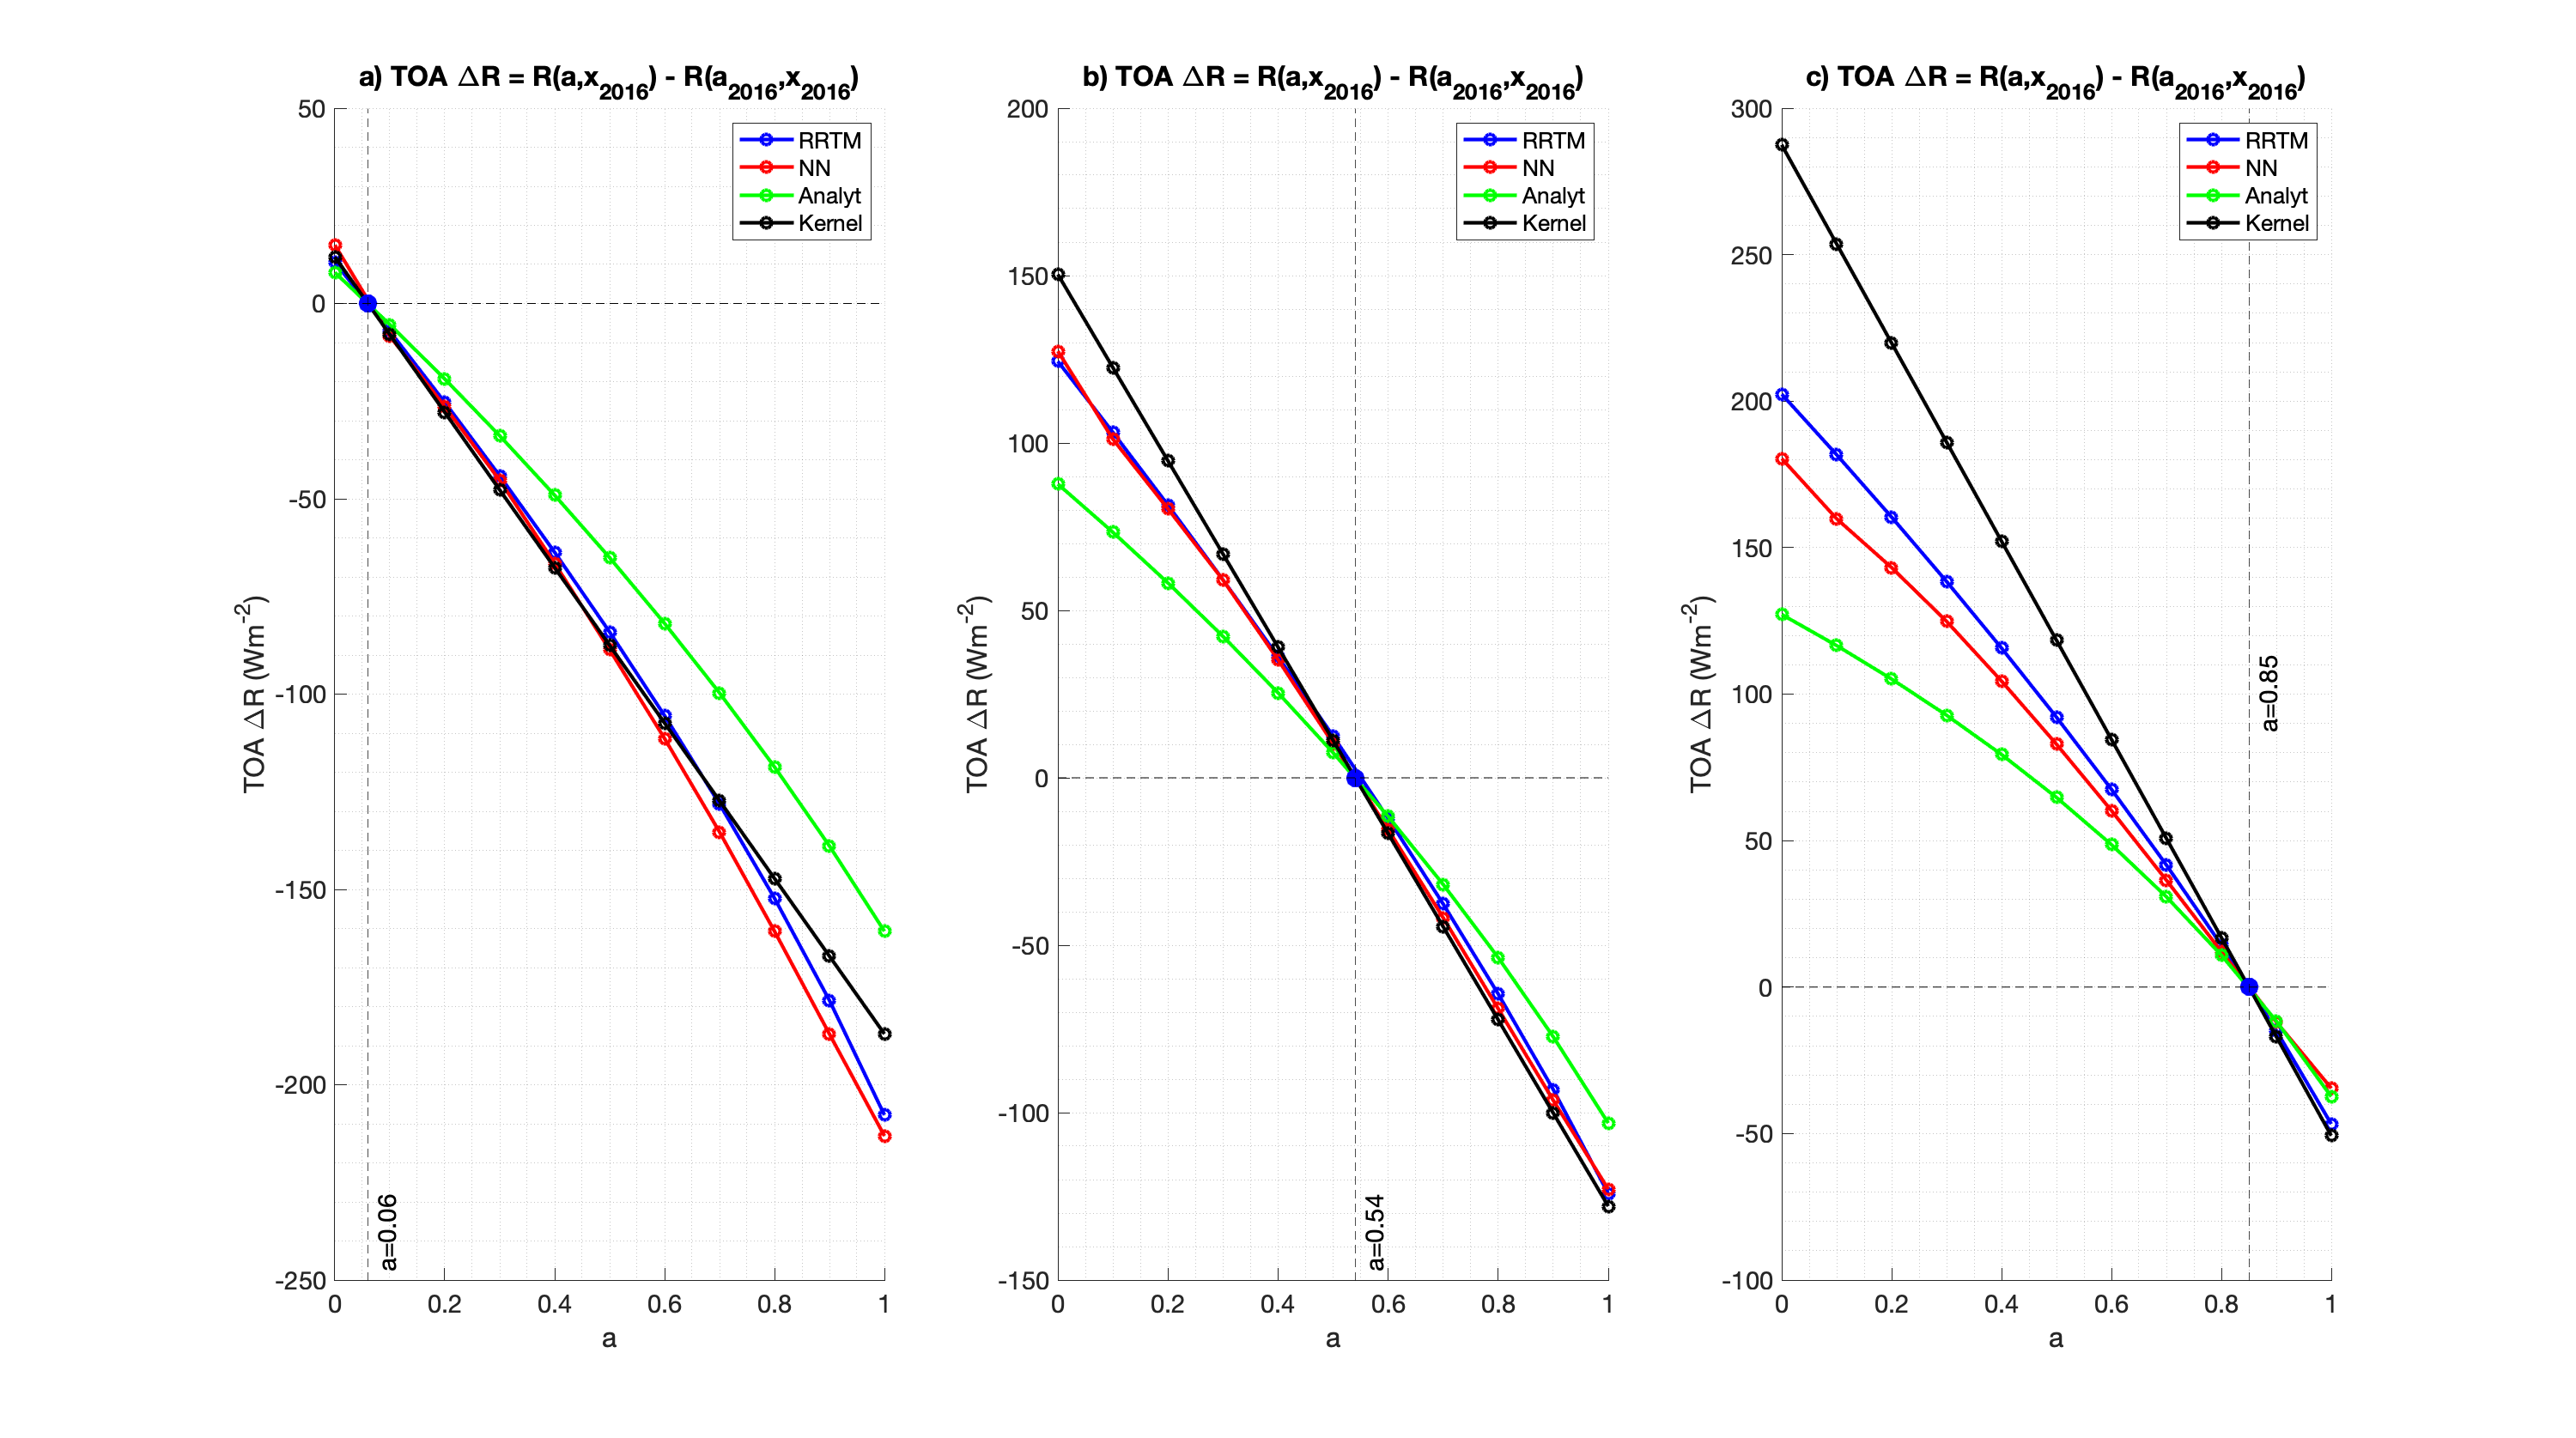 a) TOA ΔR = R(a,x2016) - R(a2016,x2016)
50
0
-50
-100
-150
-200
-250
TOA ΔR (Wm-2)
0 0.2 0.4 0.6 0.8 1
a
a=0.06
RRTM
NN
Analyt
Kernel
b) TOA ΔR = R(a,x2016) - R(a2016,x2016)
200
150
100
50
0
-50
-100
-150
TOA ΔR (Wm-2)
0 0.2 0.4 0.6 0.8 1
a
a=0.54
RRTM
NN
Analyt
Kernel
c) TOA ΔR = R(a,x2016) - R(a2016,x2016)
300
250
200
150
100
50
0
-50
-100
TOA ΔR (Wm-2)
0 0.2 0.4 0.6 0.8 1
a
a=0.85
RRTM
NN
Analyt
Kernel